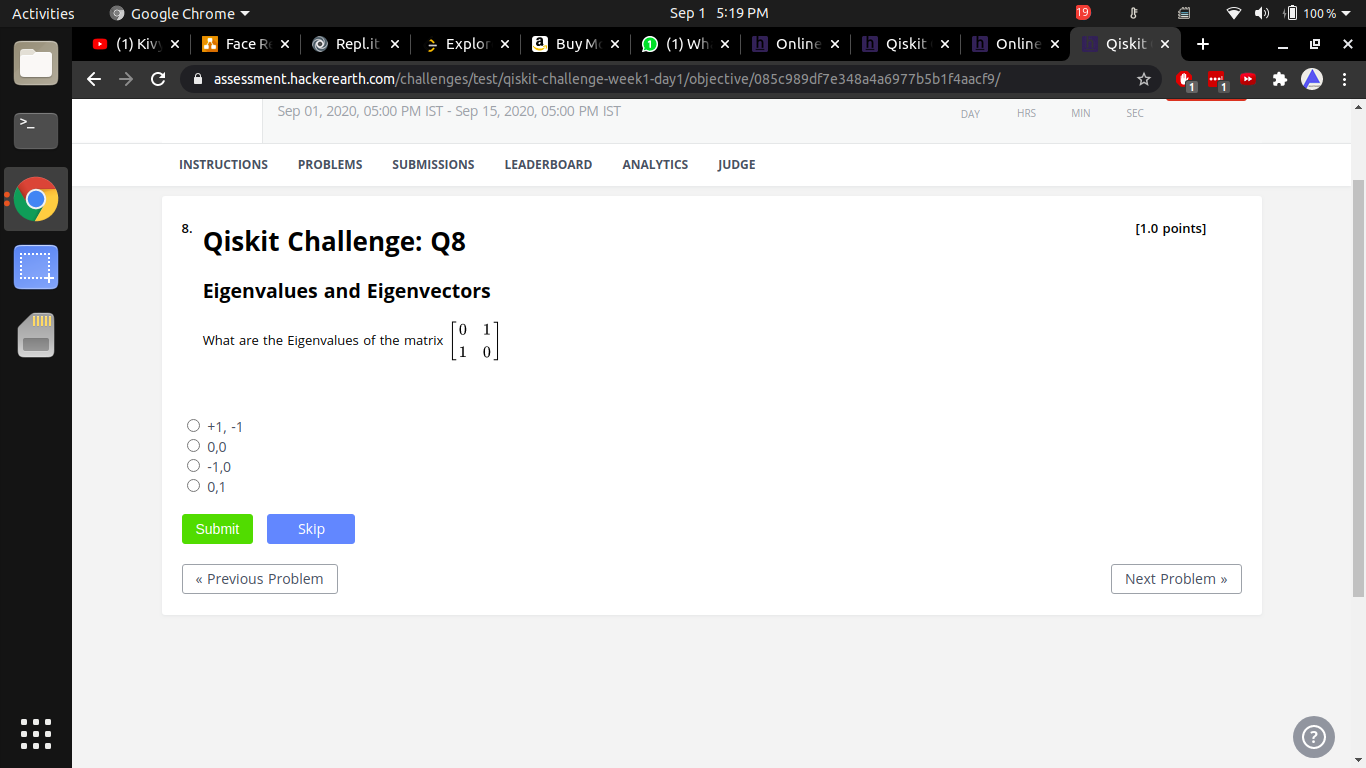 Activities Google Chrome Sep 1 5:19 PM 19 100 %
(1) Kiv Face R Repl.it Explor Buy M (1) Wh Online Qiskit Online Qiskit
assessment.hackerearth.com/challenges/test/qiskit-challenge-week1-day1/objective/085c989df7e348a4a6977b5b1f4aacf9/ 1 1
Sep 01, 2020, 05:00 PM IST - Sep 15, 2020, 05:00 PM IST DAY HRS MIN SEC
INSTRUCTIONS PROBLEMS SUBMISSIONS LEADERBOARD ANALYTICS JUDGE
8. Qiskit Challenge: Q8 [1.0 points]
Eigenvalues and Eigenvectors
What are the Eigenvalues of the matrix
0 1
1 0
+1, -1
0,0
-1,0
0,1
Submit Skip
« Previous Problem Next Problem »